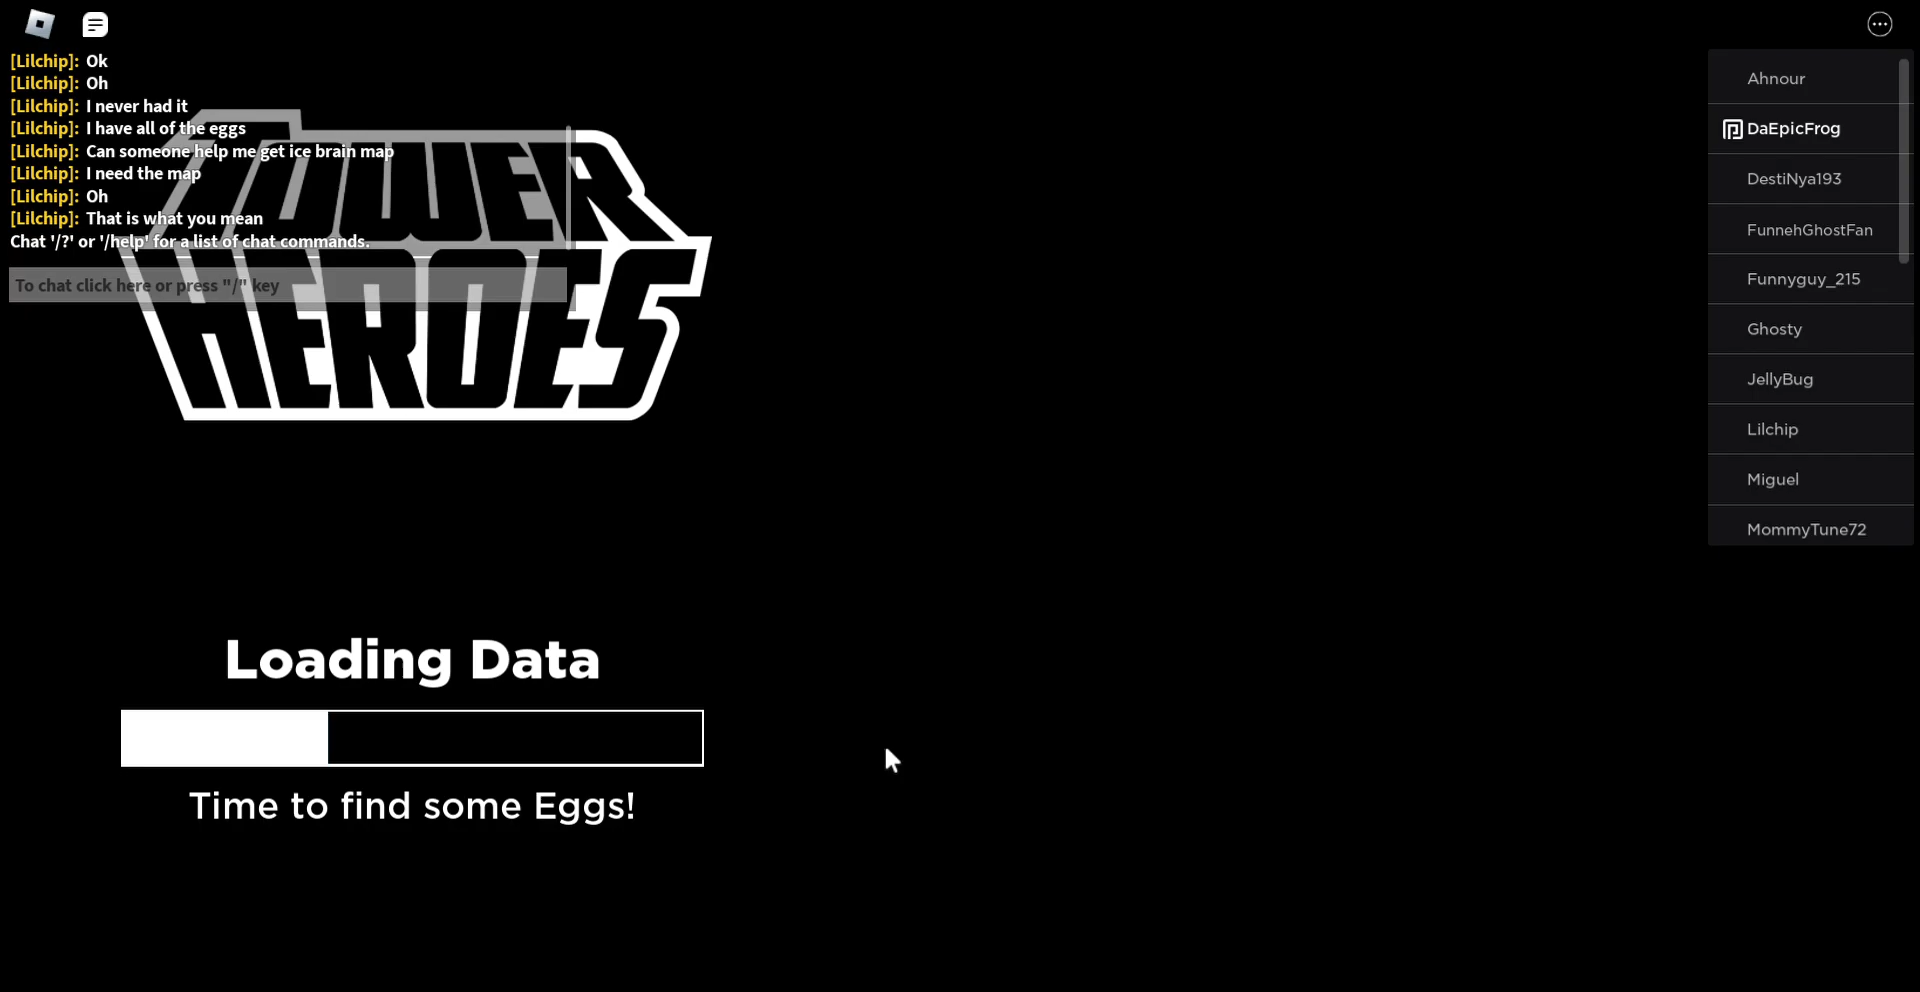 [Lilchip]: Ok
[Lilchip]: Oh
[Lilchip]: I never had it
[Lilchip]: I have all of the eggs
[Lilchip]: Can someone help me get ice brain map
[Lilchip]: I need the map
[Lilchip]: Oh
[Lilchip]: That is what you mean
Chat '/?' or '/help' for a list of chat commands.
To chat click here or press "/" key
TOWER
HEROES
Loading Data
Time to find some Eggs!
Ahnour
DaEpicFrog
DestiNya193
FunnehGhostFan
Funnyguy_215
Ghosty
JellyBug
Lilchip
Miguel
MommyTune72